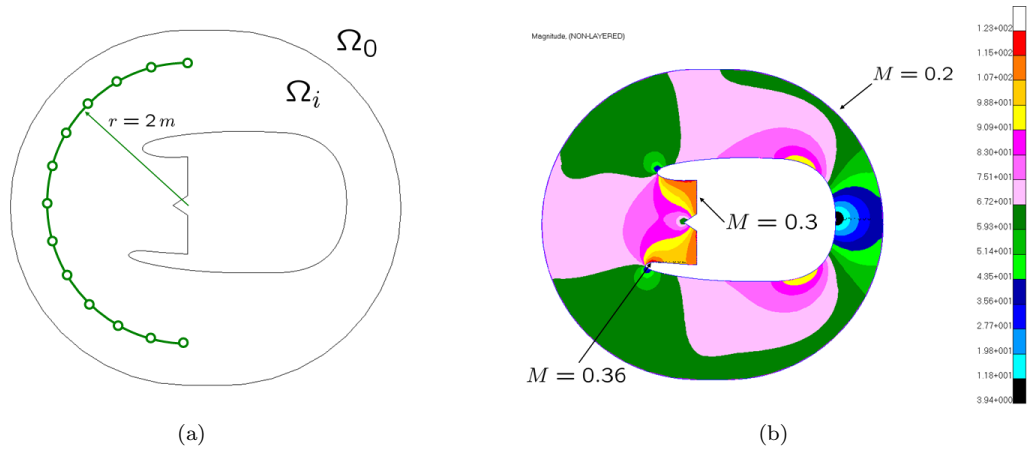 Ω₀
Ωᵢ
r = 2 m
(a)
Magnitude, (NON-LAYERED)
M = 0.2
M = 0.3
M = 0.36
(b)
1.23+002
1.15+002
1.07+002
9.88+001
9.09+001
8.30+001
7.51+001
6.72+001
5.93+001
5.14+001
4.35+001
3.56+001
2.77+001
1.98+001
1.18+001
3.94+000